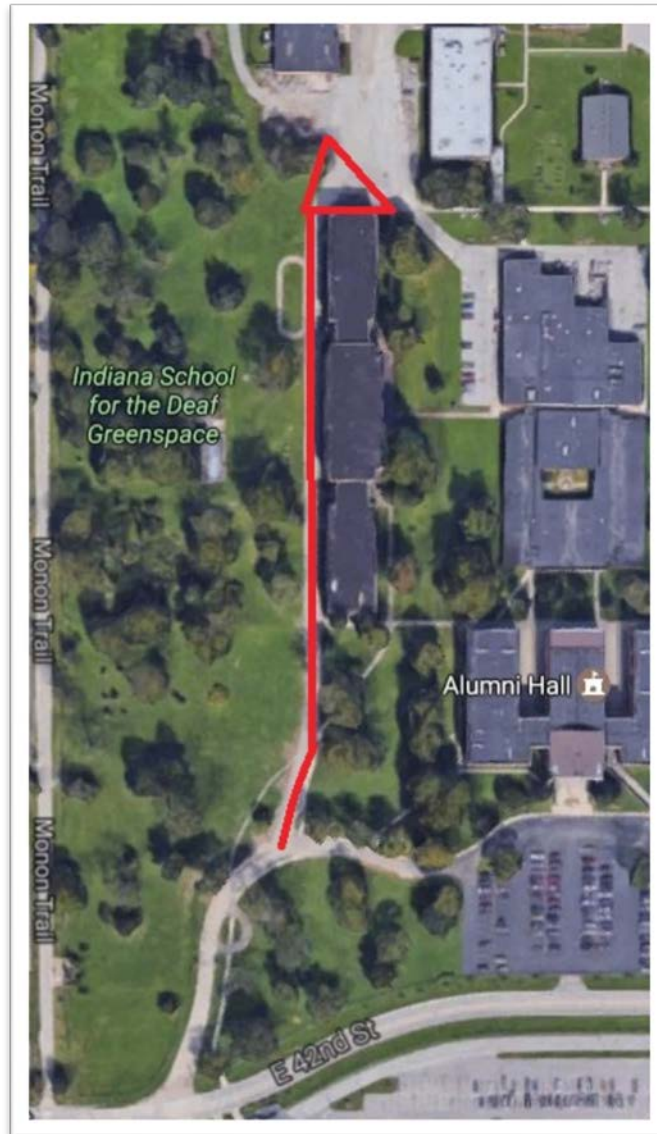 Monon Trail
Indiana School
for the Deaf
Greenspace
Monon Trail
Alumni Hall
Monon Trail
E 42nd St